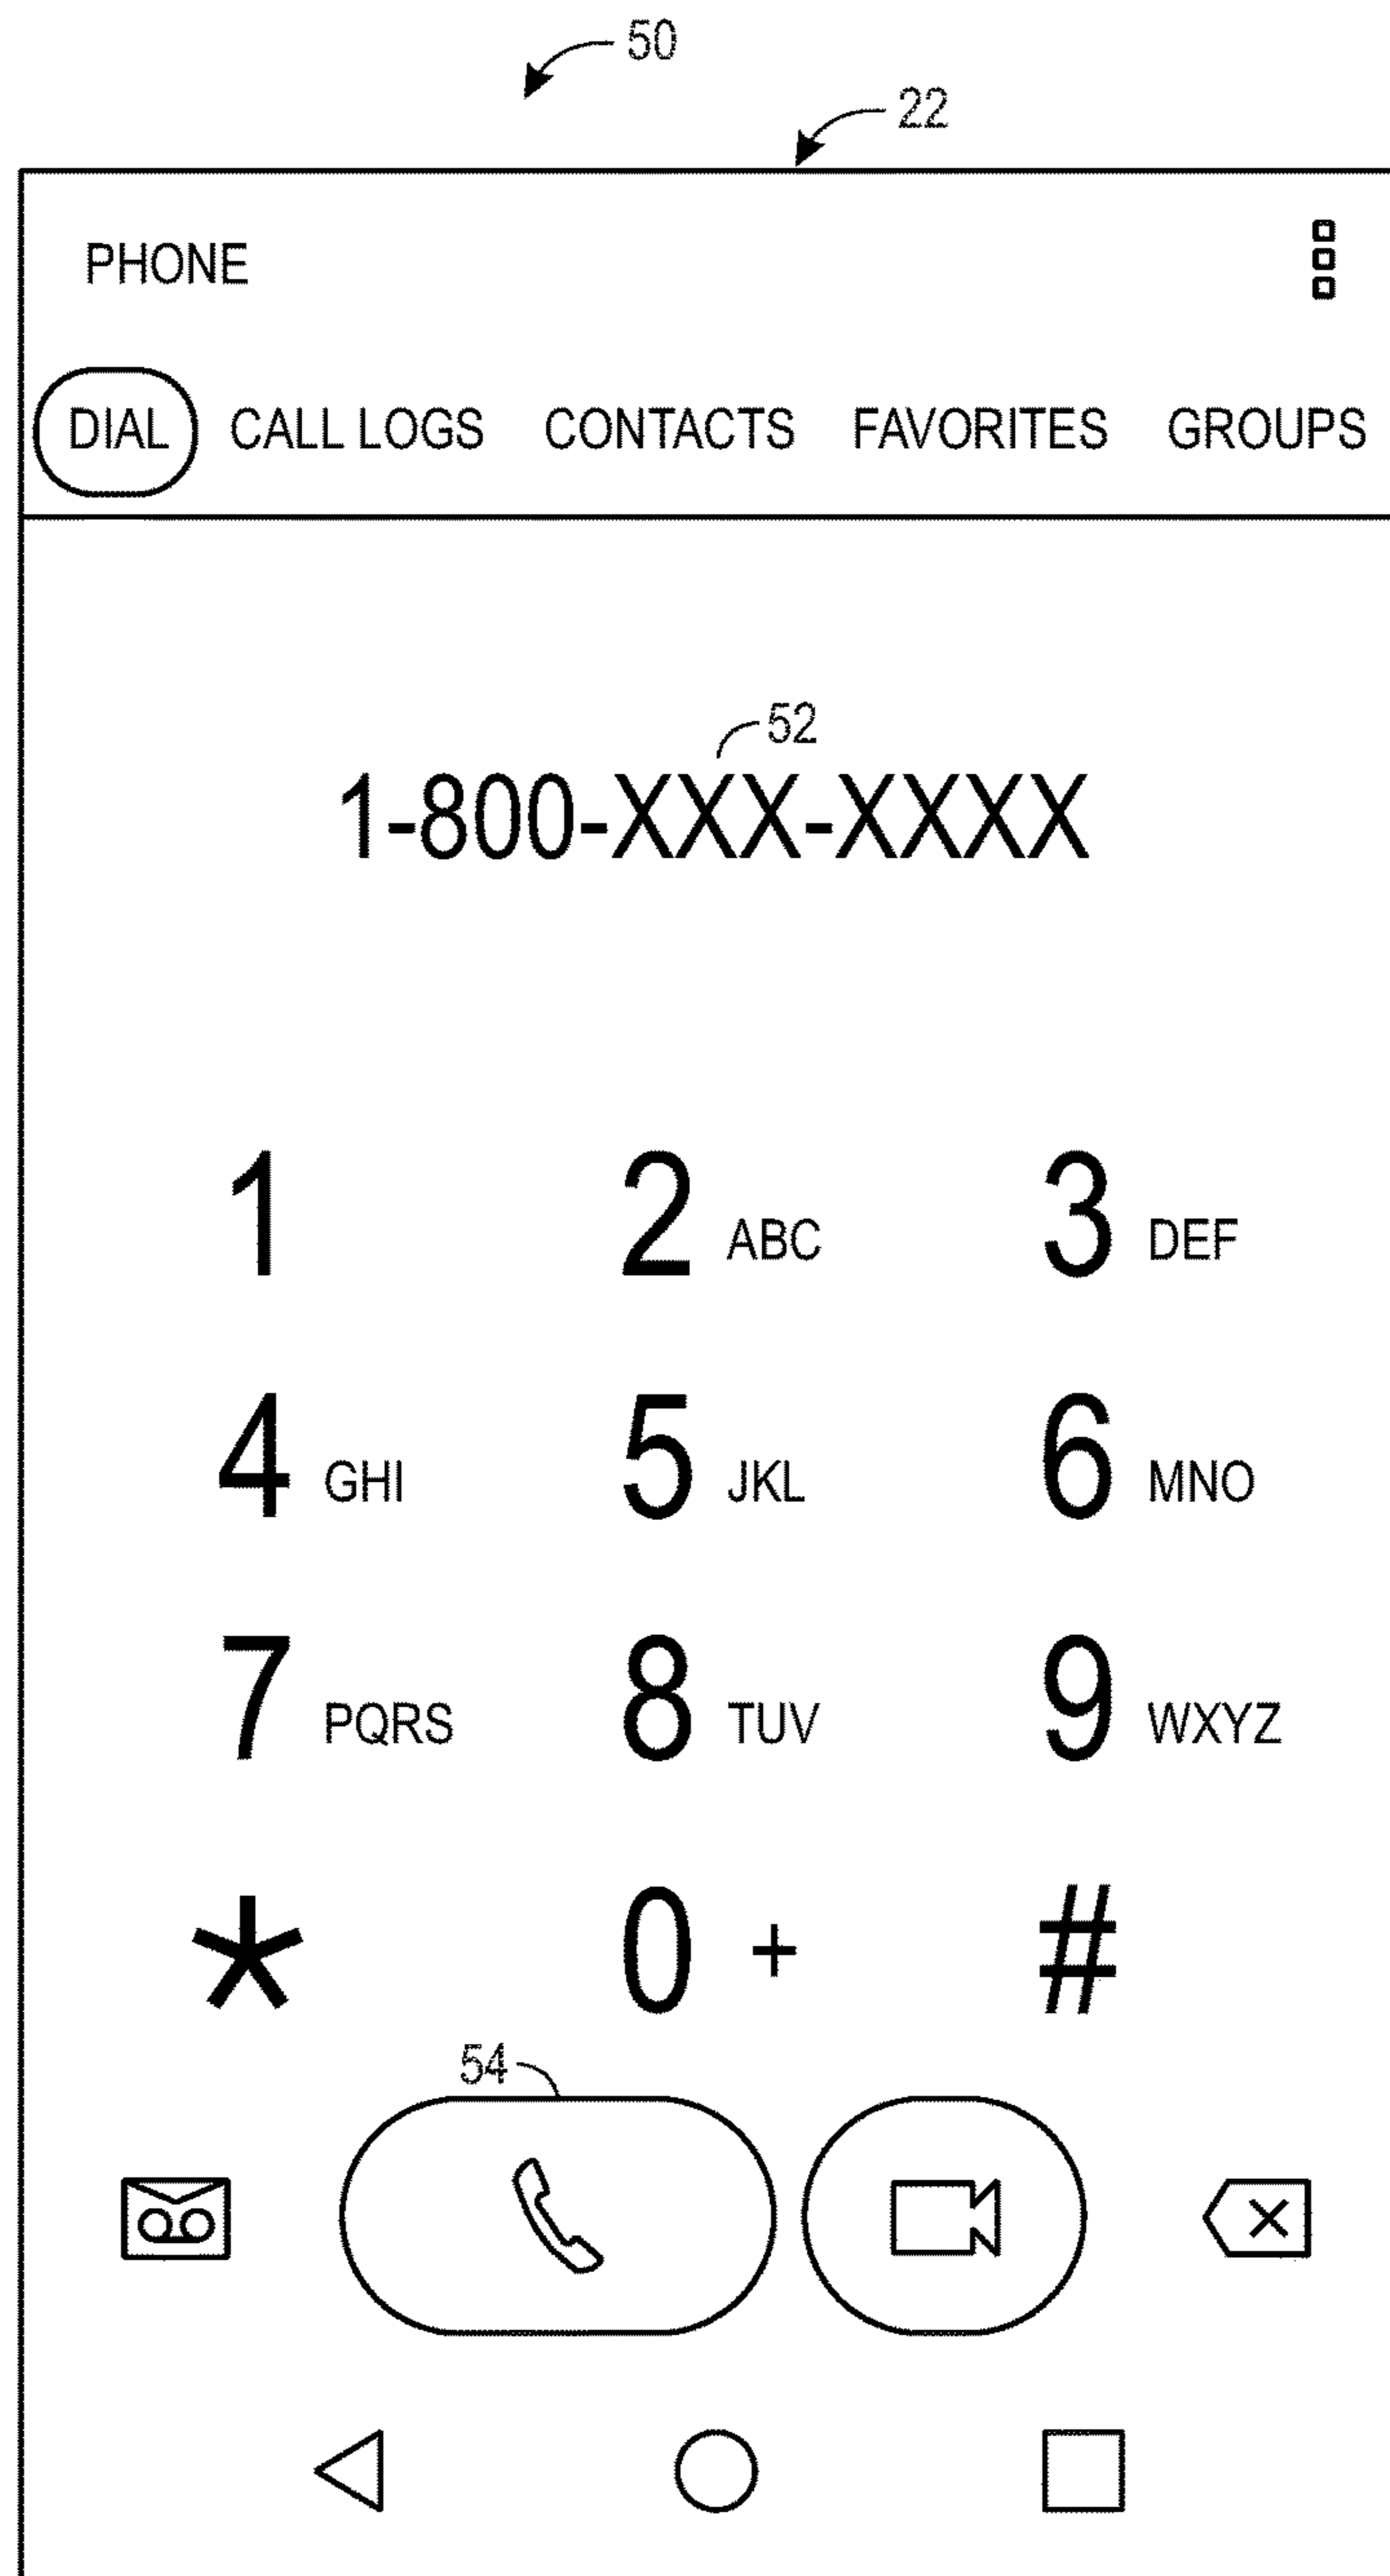 50
22
PHONE
DIAL CALL LOGS CONTACTS FAVORITES GROUPS
52
1-800-XXX-XXXX
1 2 ABC 3 DEF
4 GHI 5 JKL 6 MNO
7 PQRS 8 TUV 9 WXYZ
* 0 + #
54